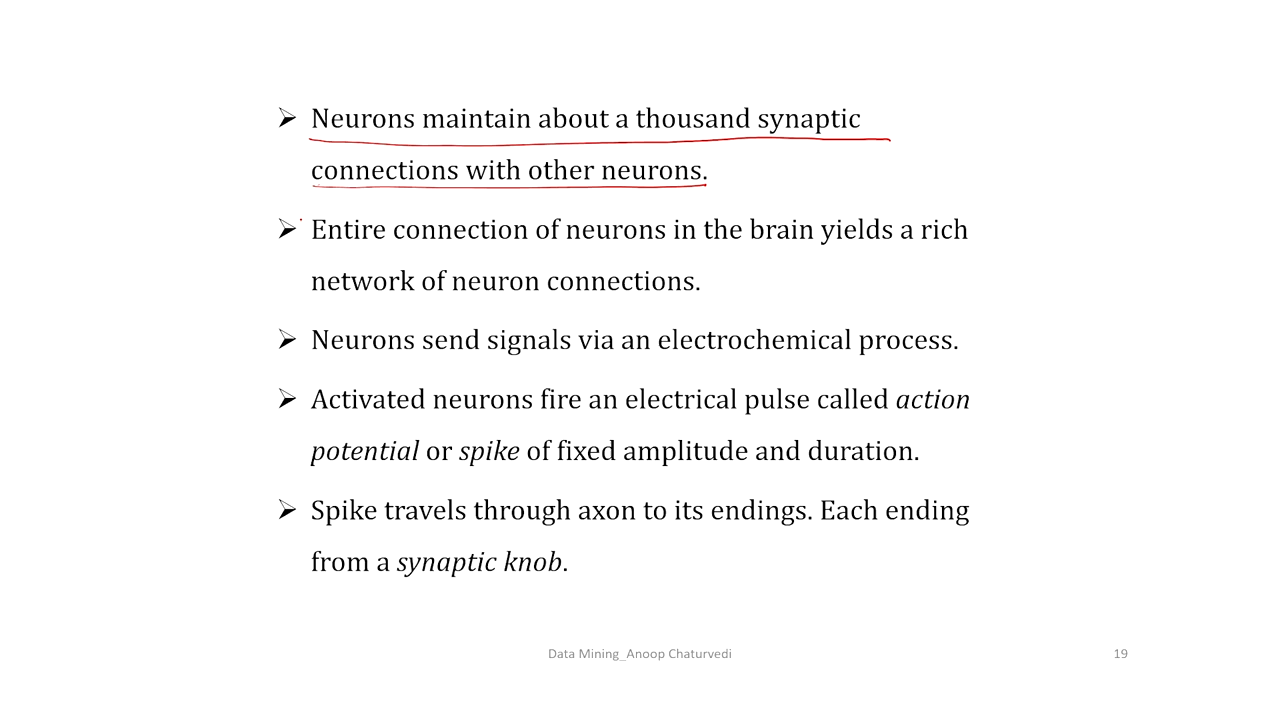 ➢ Neurons maintain about a thousand synaptic
connections with other neurons.
➢ Entire connection of neurons in the brain yields a rich
network of neuron connections.
➢ Neurons send signals via an electrochemical process.
➢ Activated neurons fire an electrical pulse called action
potential or spike of fixed amplitude and duration.
➢ Spike travels through axon to its endings. Each ending
from a synaptic knob.
Data Mining_Anoop Chaturvedi
19